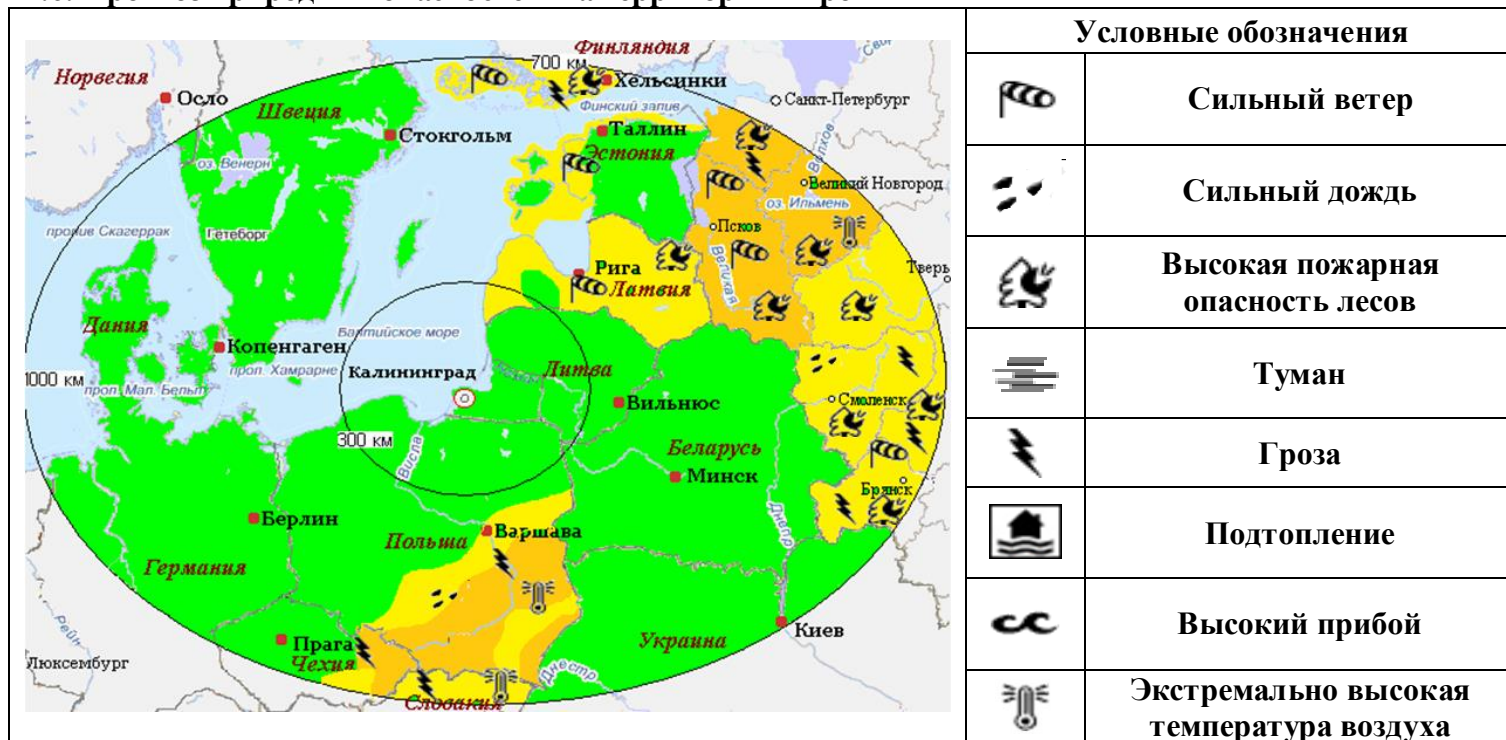 Условные обозначения
Сильный ветер
Сильный дождь
Высокая пожарная
опасность лесов
Туман
Гроза
Подтопление
Высокий прибой
Экстремально высокая
температура воздуха
Финляндия
700 км
Норвегия
Хельсинки
Осло
Финский залив
Санкт-Петербург
Швеция
Стокгольм
Таллин
Эстония
Волхов
оз. Венерн
Великий Новгород
оз. Ильмень
пролив Скагеррак
Гетеборг
Псков
Великая
Рига
Тверь
Латвия
Дания
Балтийское море
Копенгаген
прол. Хамрарне
Калининград
Литва
1000 км
прол. Мал. Бельт
Вильнюс
Смоленск
300 км
Висла
Беларусь
Минск
Брянск
Берлин
Варшава
Днепр
Польша
Германия
Рейн
Прага
Украина
Киев
Чехия
Люксембург
Днестр
Словакия